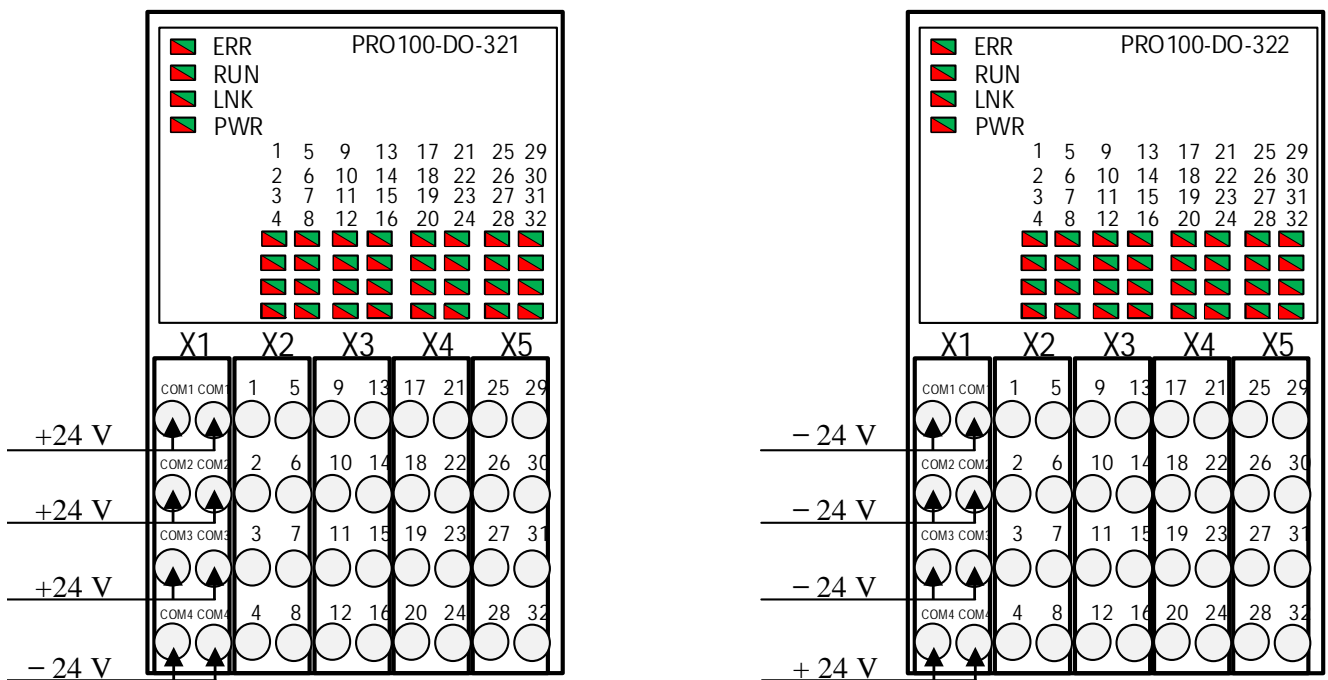 ERR PRO100-DO-321
RUN
LNK
PWR
1 5 9 13 17 21 25 29
2 6 10 14 18 22 26 30
3 7 11 15 19 23 27 31
4 8 12 16 20 24 28 32
X1 X2 X3 X4 X5
COM1 COM1 1 5 9 13 17 21 25 29
+24 V
COM2 COM2 2 6 10 14 18 22 26 30
+24 V
COM3 COM3 3 7 11 15 19 23 27 31
+24 V
COM4 COM4 4 8 12 16 20 24 28 32
– 24 V
ERR PRO100-DO-322
RUN
LNK
PWR
1 5 9 13 17 21 25 29
2 6 10 14 18 22 26 30
3 7 11 15 19 23 27 31
4 8 12 16 20 24 28 32
X1 X2 X3 X4 X5
COM1 COM1 1 5 9 13 17 21 25 29
– 24 V
COM2 COM2 2 6 10 14 18 22 26 30
– 24 V
COM3 COM3 3 7 11 15 19 23 27 31
– 24 V
COM4 COM4 4 8 12 16 20 24 28 32
+ 24 V